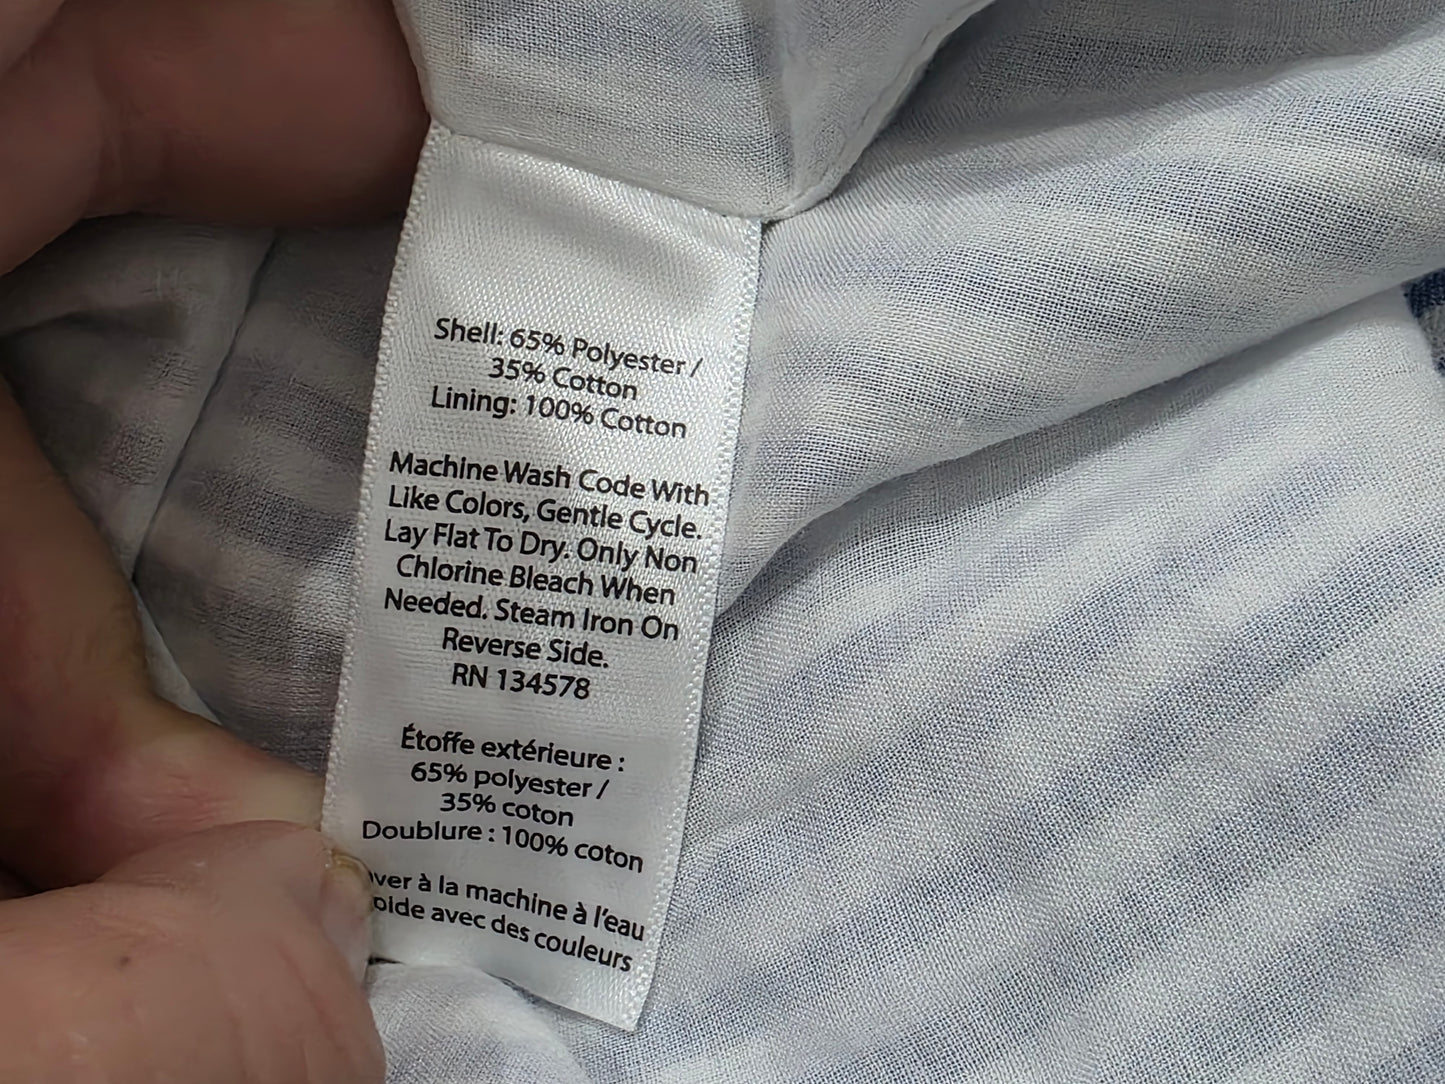 Shell: 65% Polyester /
35% Cotton
Lining: 100% Cotton
Machine Wash Code With
Like Colors, Gentle Cycle.
Lay Flat To Dry. Only Non
Chlorine Bleach When
Needed. Steam Iron On
Reverse Side.
RN 134578
Étoffe extérieure :
65% polyester /
35% coton
Doublure : 100% coton
à la machine à l'eau
avec des couleurs